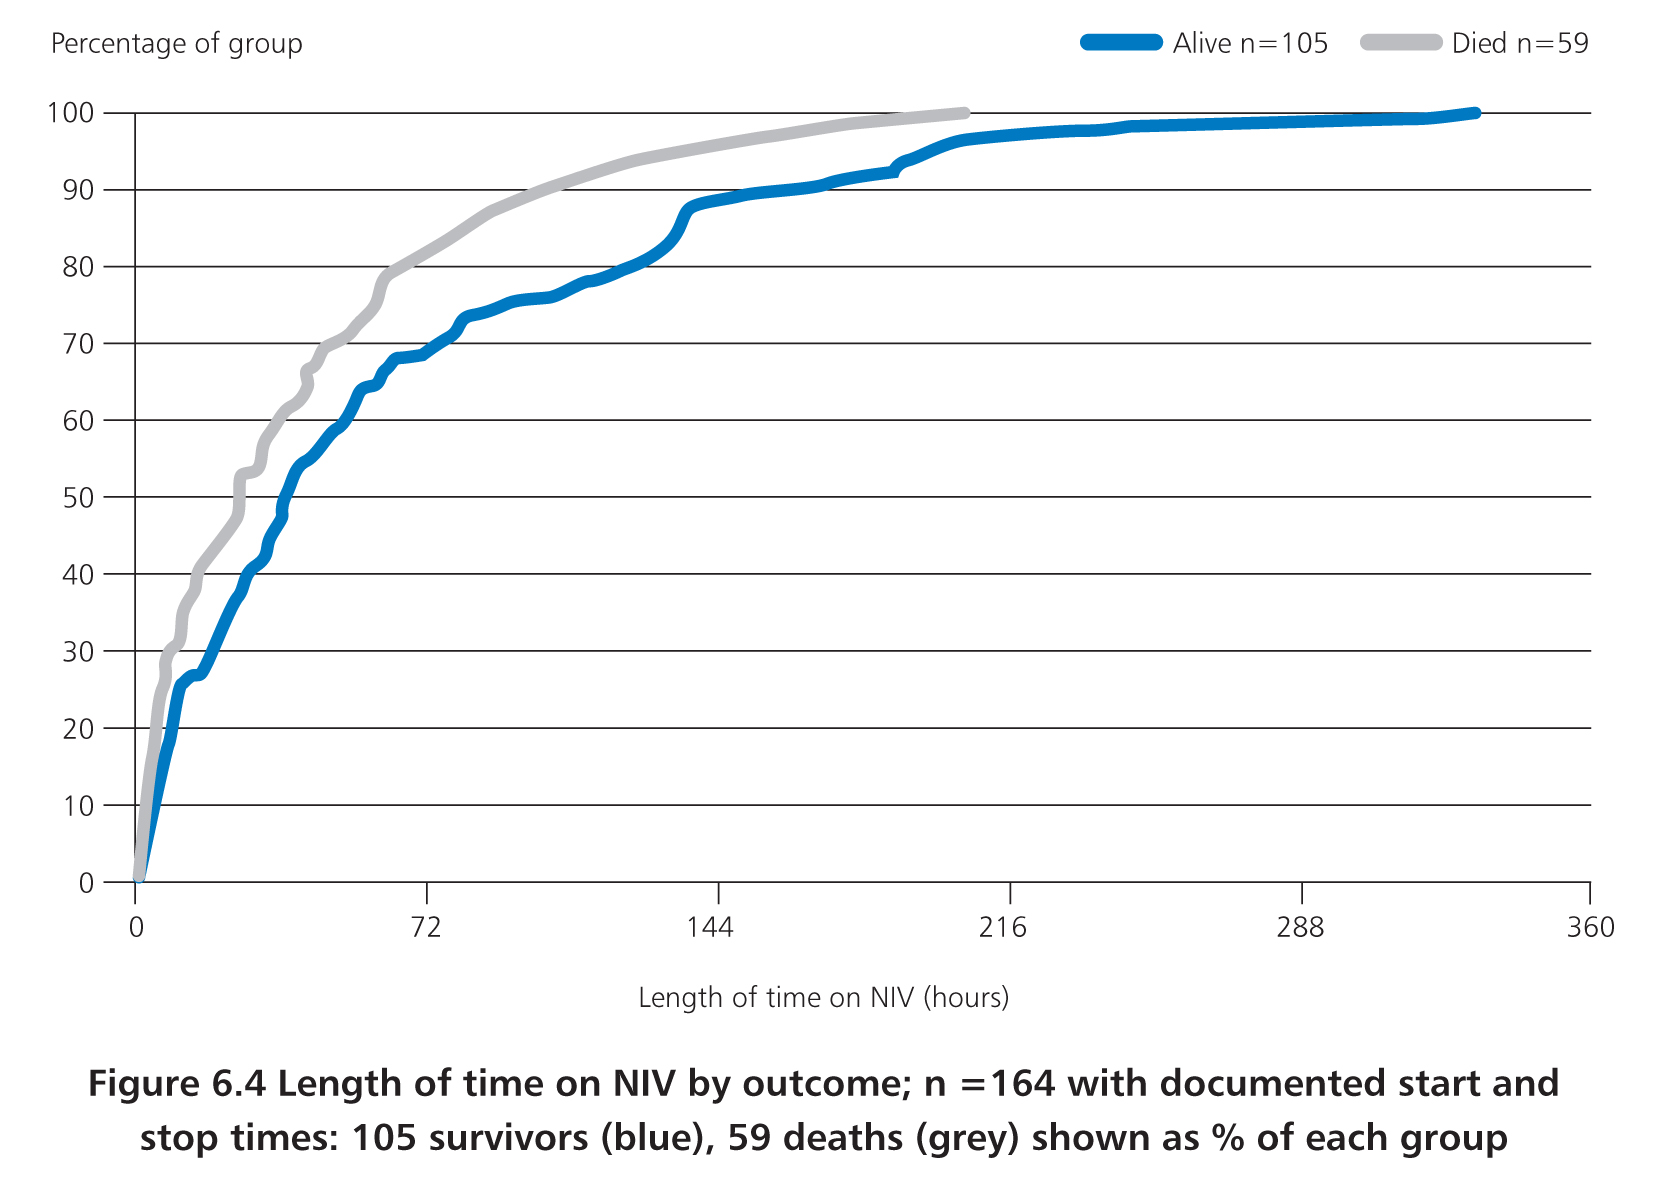 Percentage of group
Alive n=105
Died n=59
100
90
80
70
60
50
40
30
20
10
0
0 72 144 216 288 360
Length of time on NIV (hours)
Figure 6.4 Length of time on NIV by outcome; n =164 with documented start and
stop times: 105 survivors (blue), 59 deaths (grey) shown as % of each group